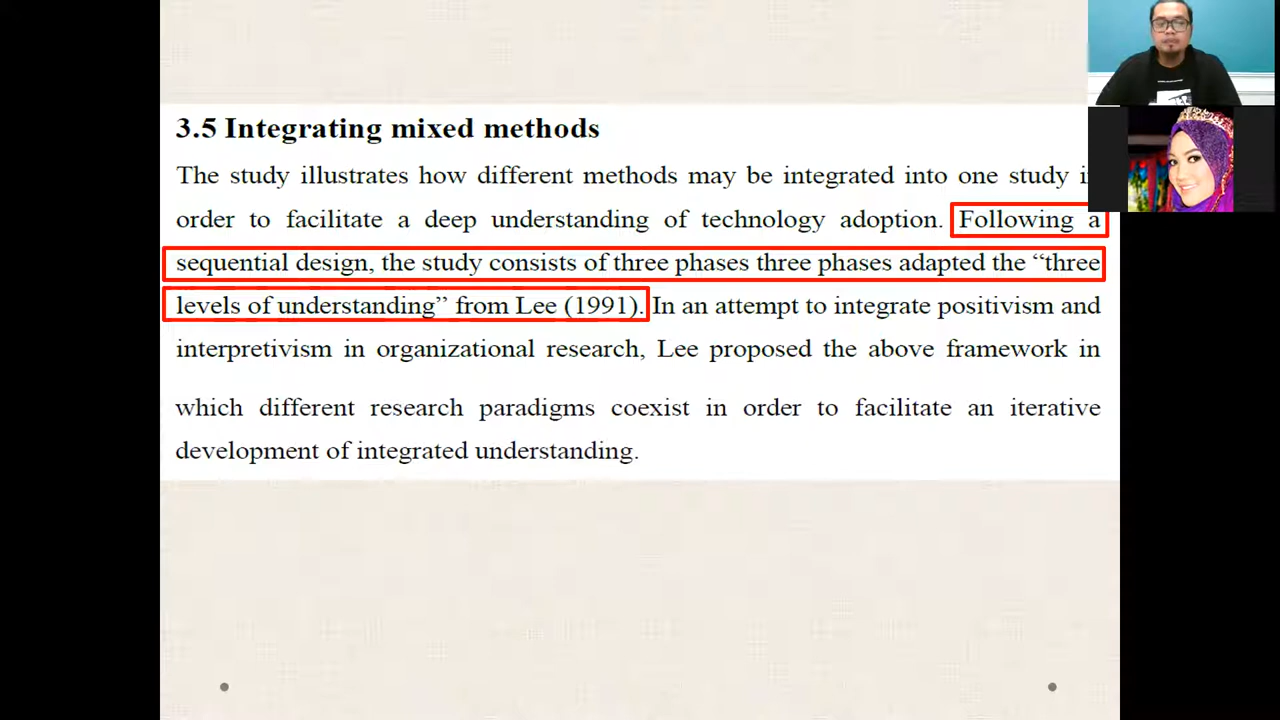 3.5 Integrating mixed methods
The study illustrates how different methods may be integrated into one study
order to facilitate a deep understanding of technology adoption. Following a
sequential design, the study consists of three phases three phases adapted the “three
levels of understanding” from Lee (1991). In an attempt to integrate positivism and
interpretivism in organizational research, Lee proposed the above framework in
which different research paradigms coexist in order to facilitate an iterative
development of integrated understanding.